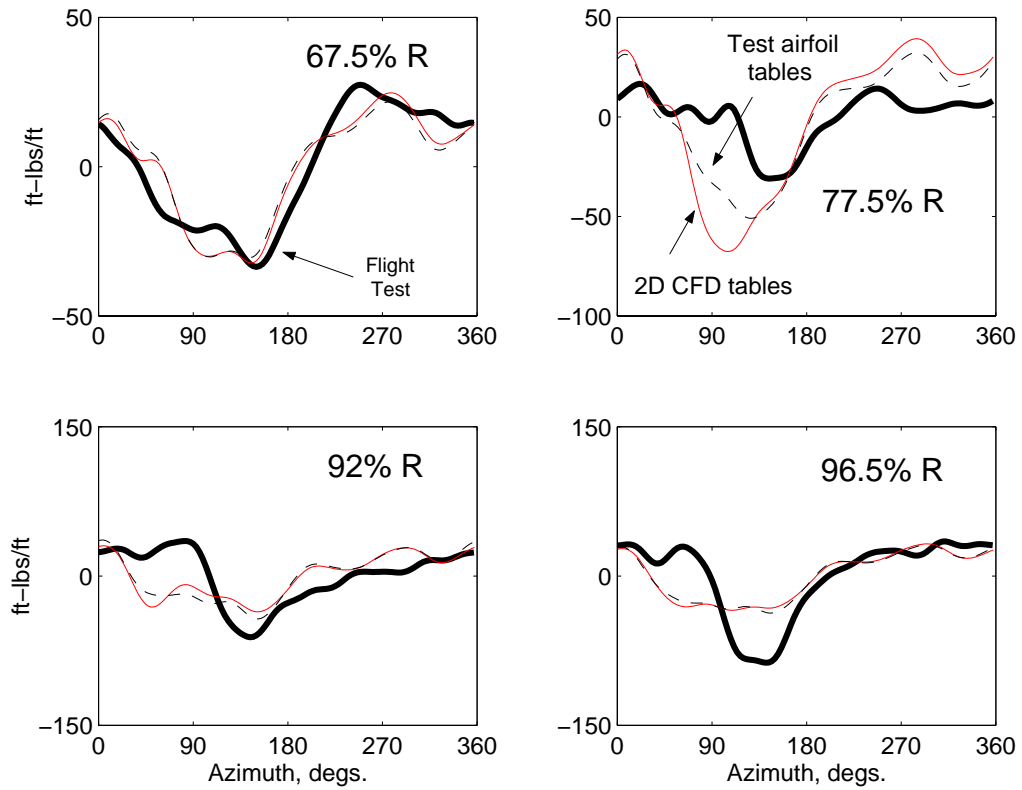 50
67.5% R
0
ft−lbs/ft
Flight
Test
−50
0
90
180
270
360
50
Test airfoil
tables
0
77.5% R
−50
2D CFD tables
−100
0
90
180
270
360
150
92% R
0
ft−lbs/ft
−150
0
90
180
270
360
Azimuth, degs.
150
96.5% R
0
−150
0
90
180
270
360
Azimuth, degs.